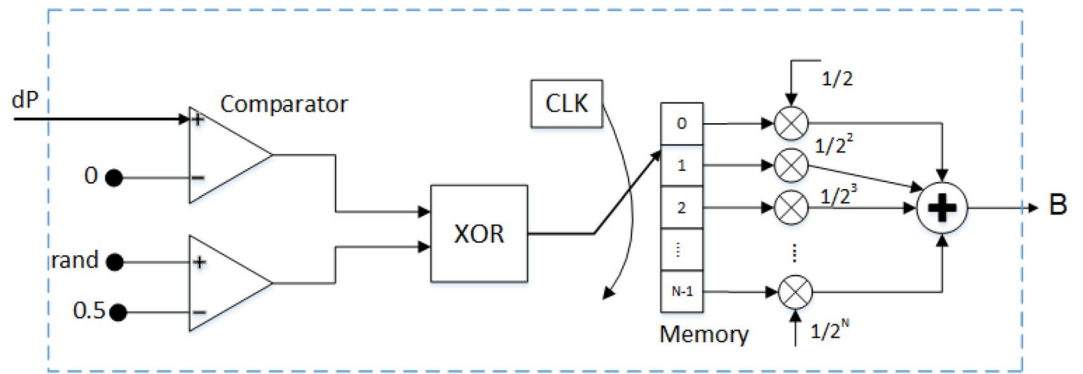 dP
Comparator
0
rand
0.5
XOR
CLK
0
1
2
....
N-1
Memory
1/2
1/2²
1/2³
....
1/2ᴺ
+
B